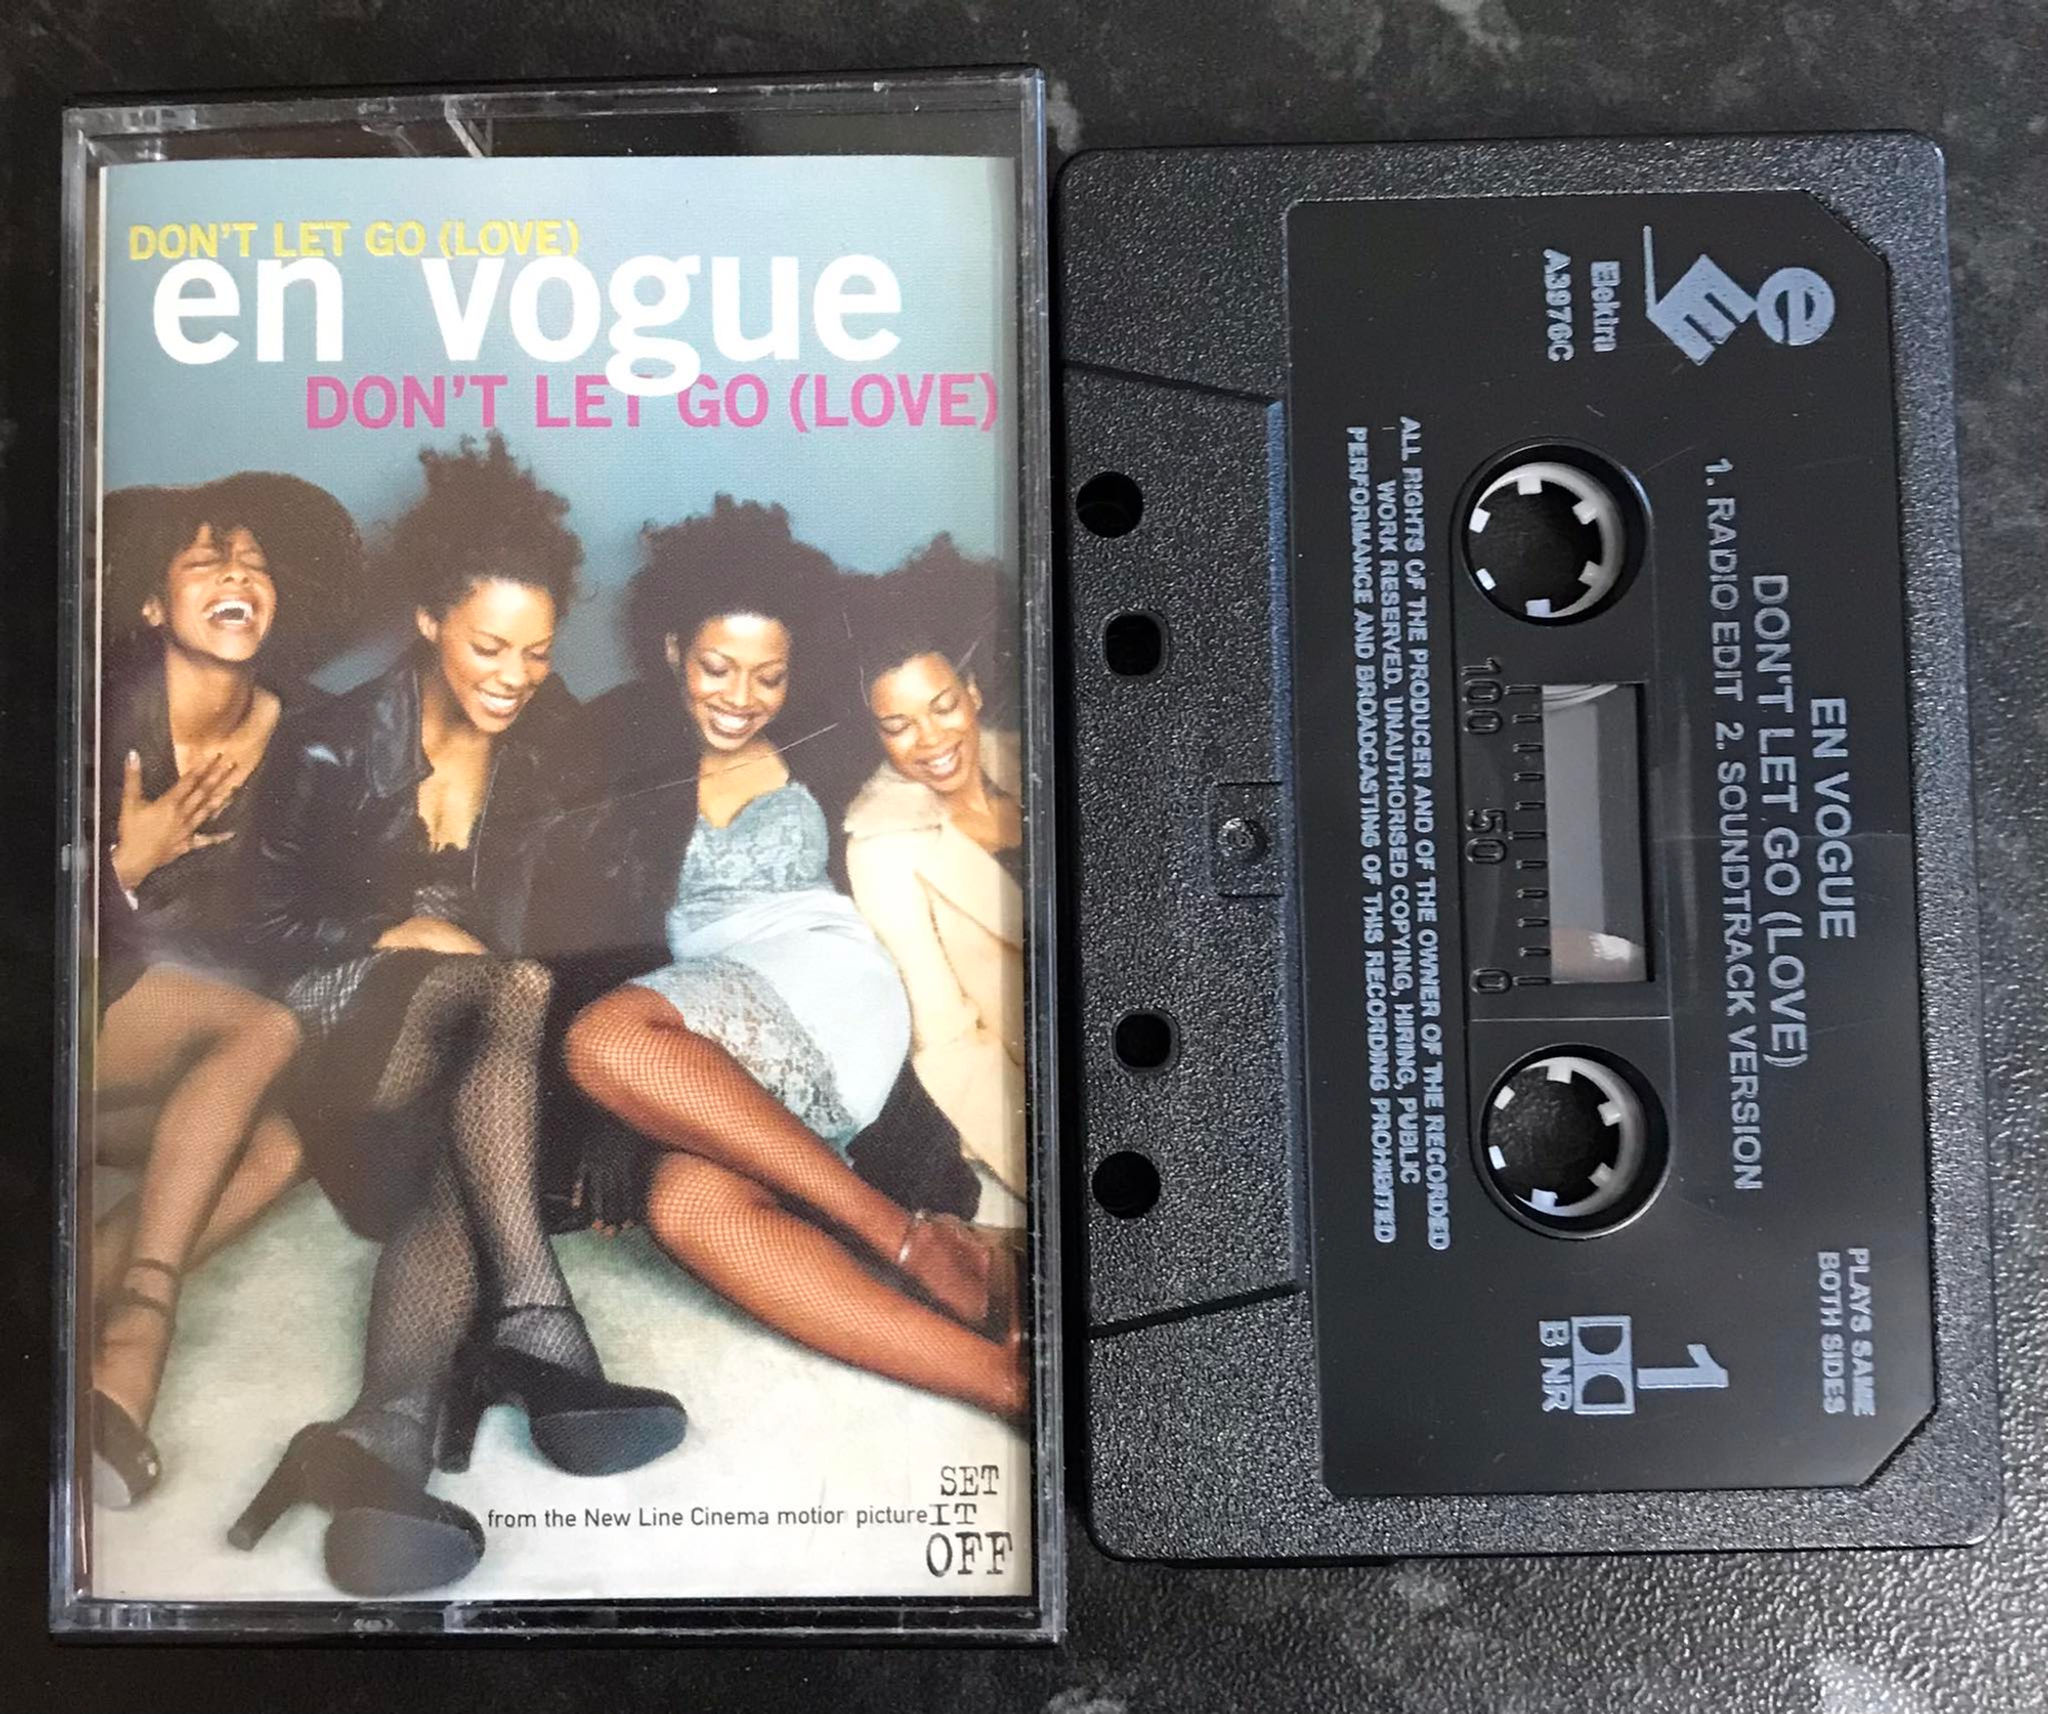 DON'T LET GO (LOVE)
en vogue
DON'T LET GO (LOVE)
from the New Line Cinema motion picture
SET
IT
OFF
e
E
Elektra
A3976C
EN VOGUE
DON'T LET GO (LOVE)
1. RADIO EDIT 2. SOUNDTRACK VERSION
100 50 0
ALL RIGHTS OF THE PRODUCER AND OF THE OWNER OF THE RECORDED
WORK RESERVED. UNAUTHORISED COPYING, HIRING, PUBLIC
PERFORMANCE AND BROADCASTING OF THIS RECORDING PROHIBITED
PLAYS SAME
BOTH SIDES
1
B NR